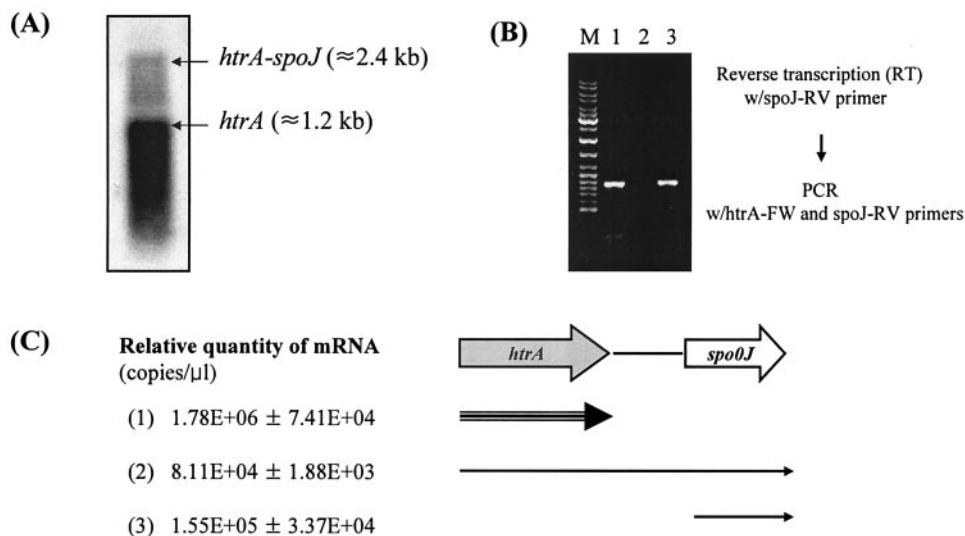 (A)
htrA-spoJ (≈2.4 kb)
htrA (≈1.2 kb)
(B)
M 1 2 3
Reverse transcription (RT)
w/spoJ-RV primer
PCR
w/htrA-FW and spoJ-RV primers
(C)
Relative quantity of mRNA
(copies/μl)
htrA
spo0J
(1) 1.78E+06 ± 7.41E+04
(2) 8.11E+04 ± 1.88E+03
(3) 1.55E+05 ± 3.37E+04